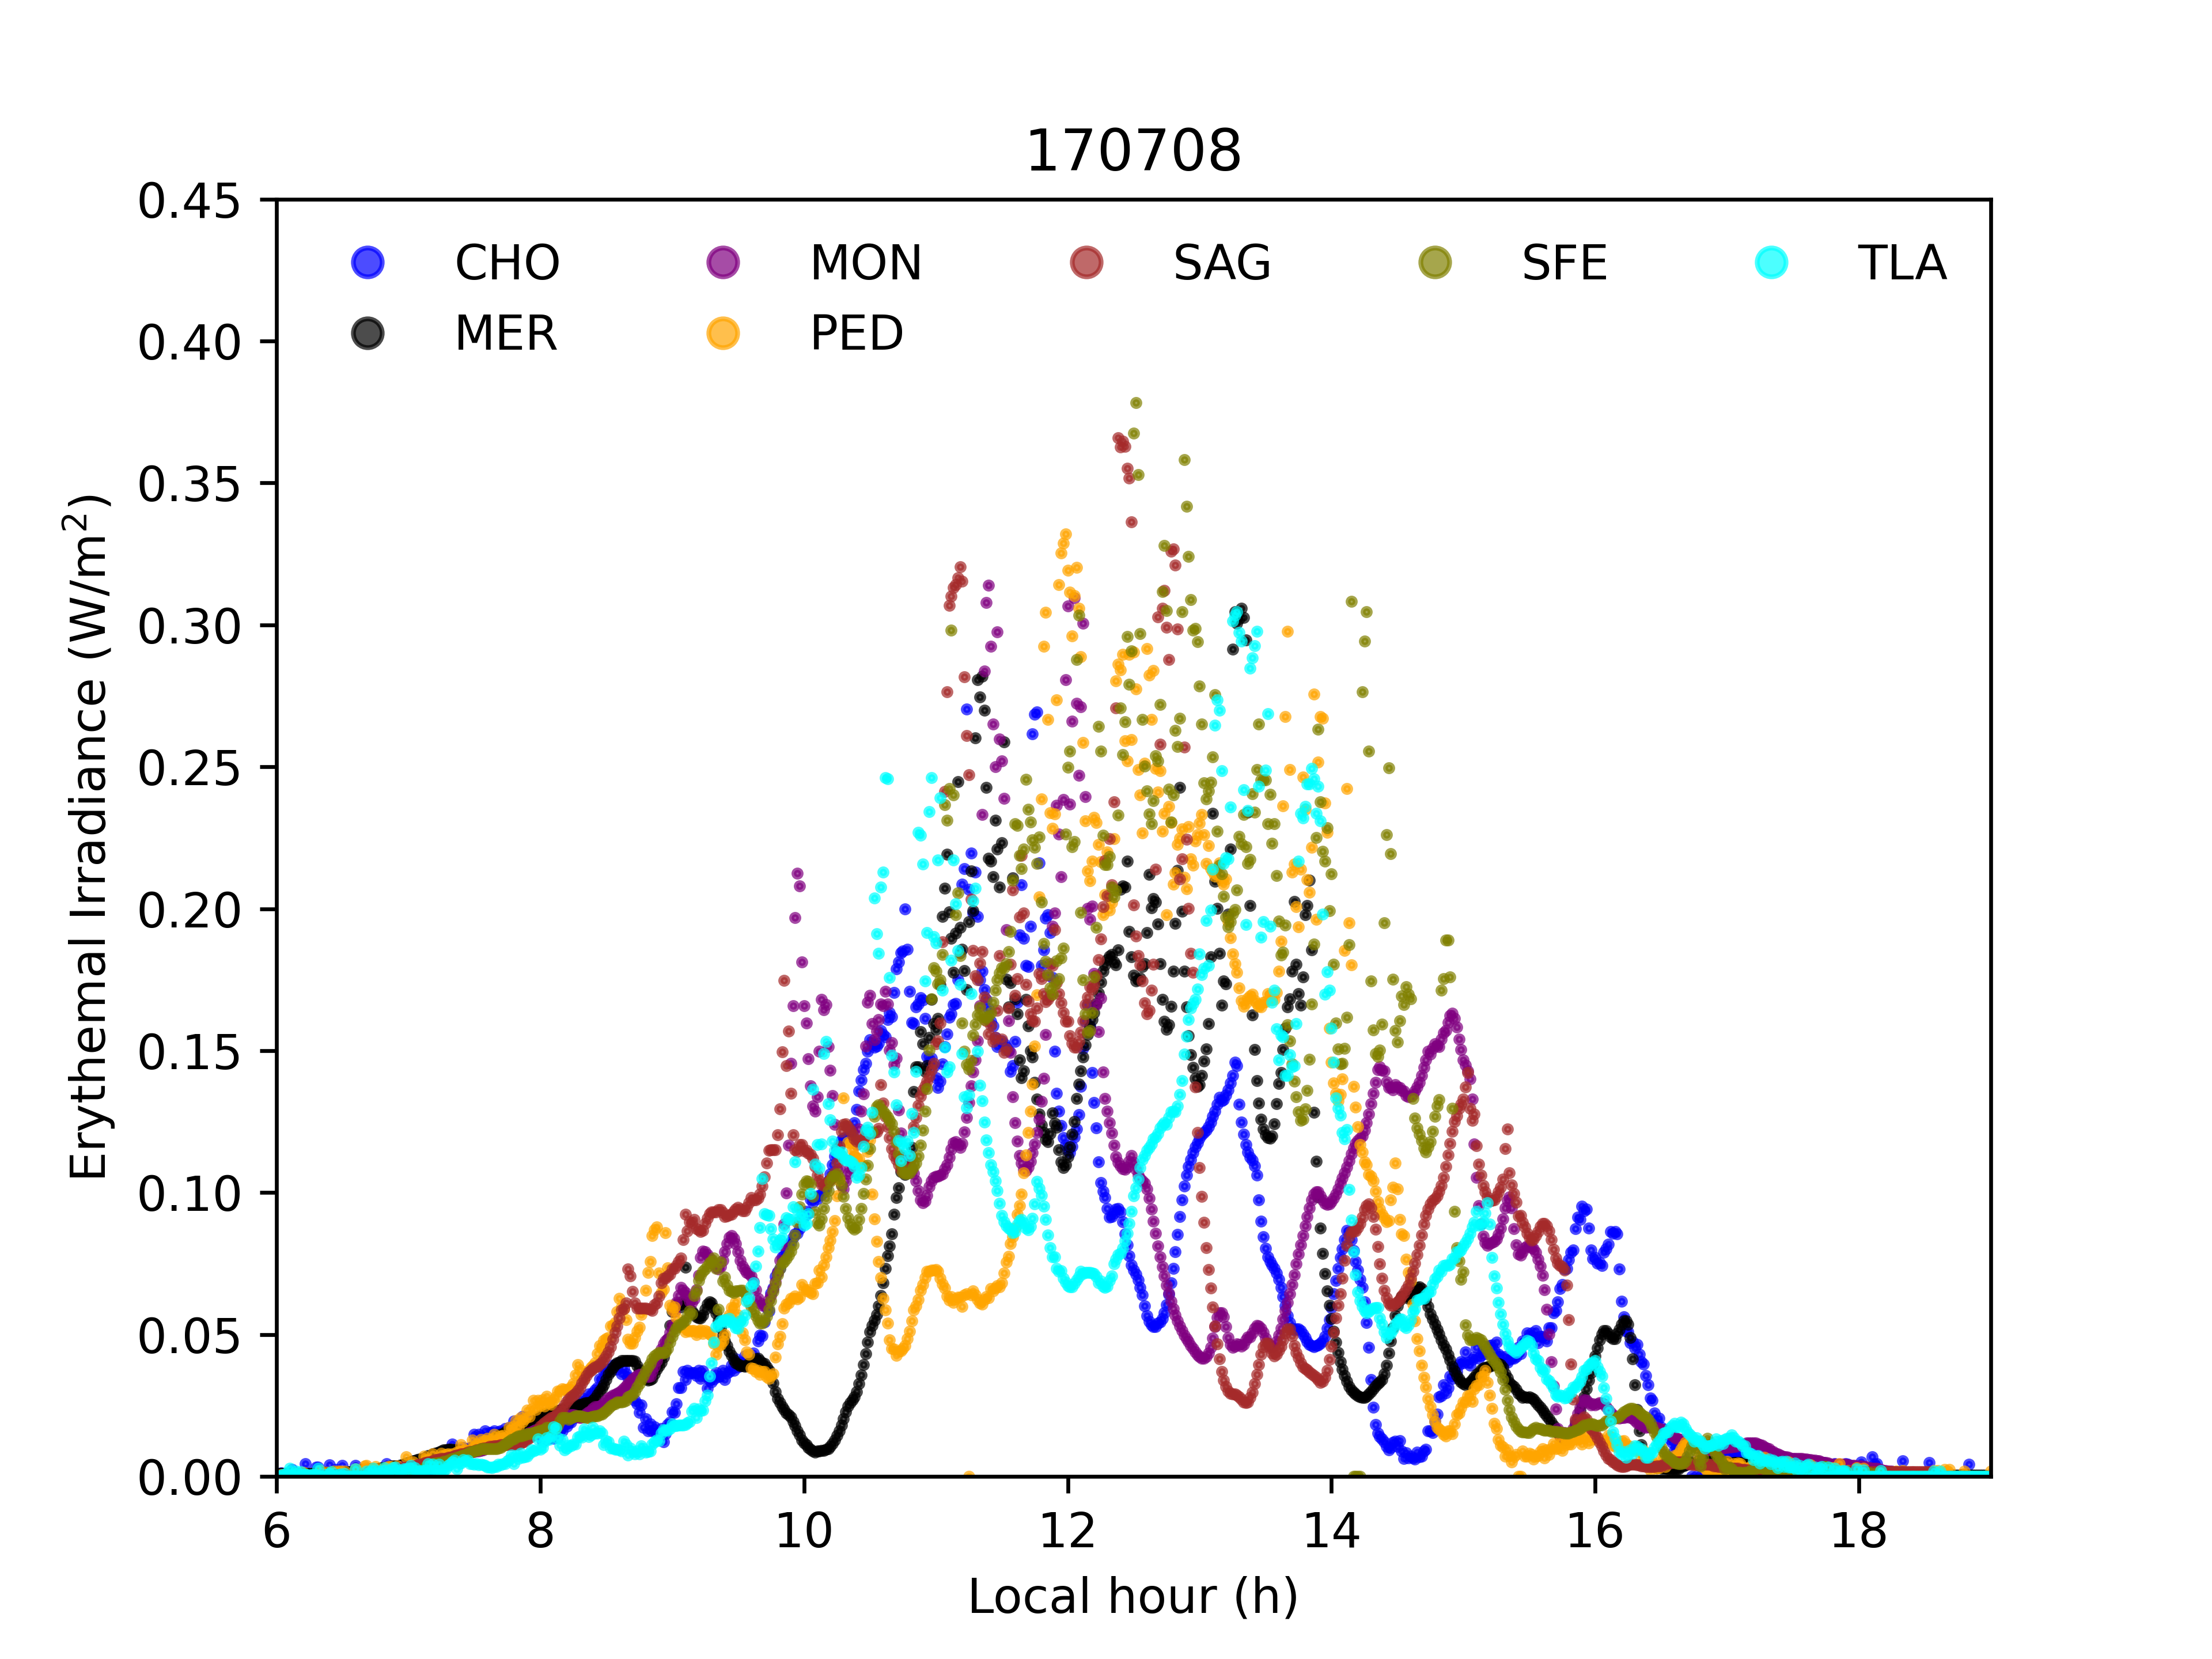 170708
0.45
0.40
0.35
0.30
0.25
0.20
0.15
0.10
0.05
0.00
Erythemal Irradiance (W/m²)
CHO MON SAG SFE TLA
MER PED
6 8 10 12 14 16 18
Local hour (h)